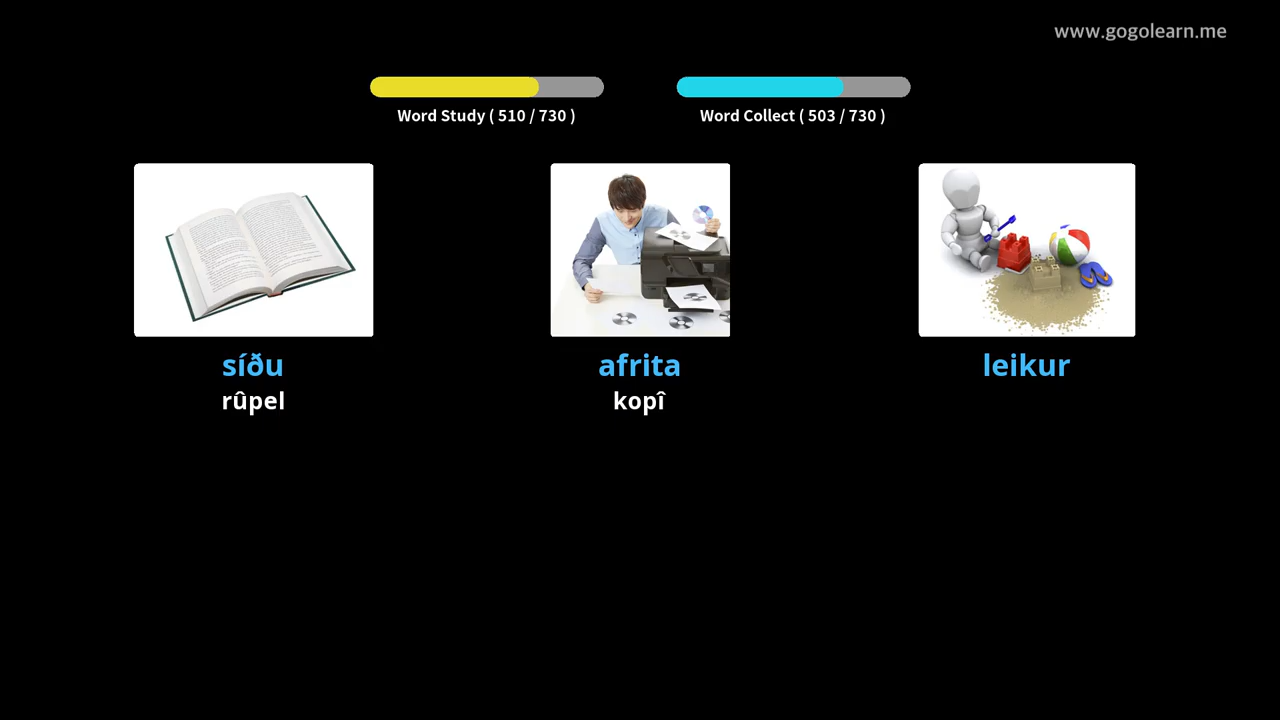 www.gogolearn.me
Word Study ( 510 / 730 )
Word Collect ( 503 / 730 )
síðu
afrita
leikur
rûpel
kopî